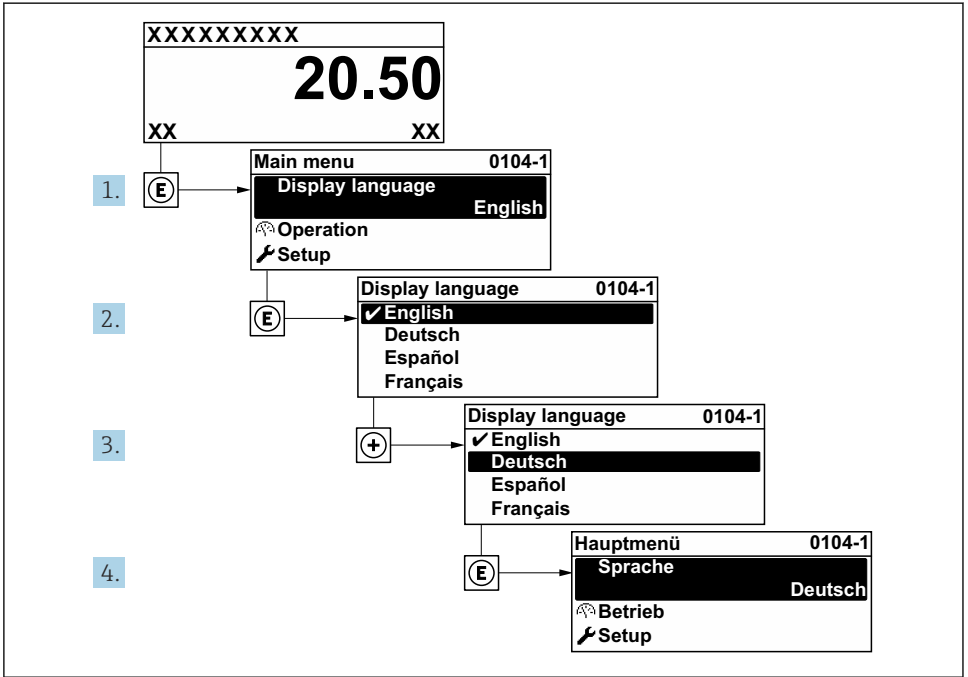 XXXXXXXXX
20.50
XX XX
1. E Main menu 0104-1
Display language
English
Operation
Setup
2. E Display language 0104-1
✔English
Deutsch
Español
Français
3. + Display language 0104-1
✔English
Deutsch
Español
Français
4. E Hauptmenü 0104-1
Sprache
Deutsch
Betrieb
Setup